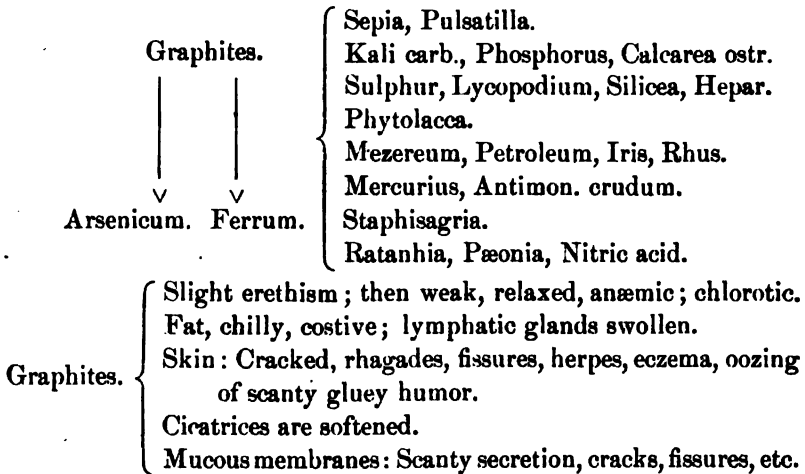 Graphites.
Arsenicum. Ferrum.
Sepia, Pulsatilla.
Kali carb., Phosphorus, Calcarea ostr.
Sulphur, Lycopodium, Silicea, Hepar.
Phytolacca.
Mezereum, Petroleum, Iris, Rhus.
Mercurius, Antimon. crudum.
Staphisagria.
Ratanhia, Pæonia, Nitric acid.
Graphites.
Slight erethism; then weak, relaxed, anæmic; chlorotic.
Fat, chilly, costive; lymphatic glands swollen.
Skin: Cracked, rhagades, fissures, herpes, eczema, oozing
of scanty gluey humor.
Cicatrices are softened.
Mucous membranes: Scanty secretion, cracks, fissures, etc.